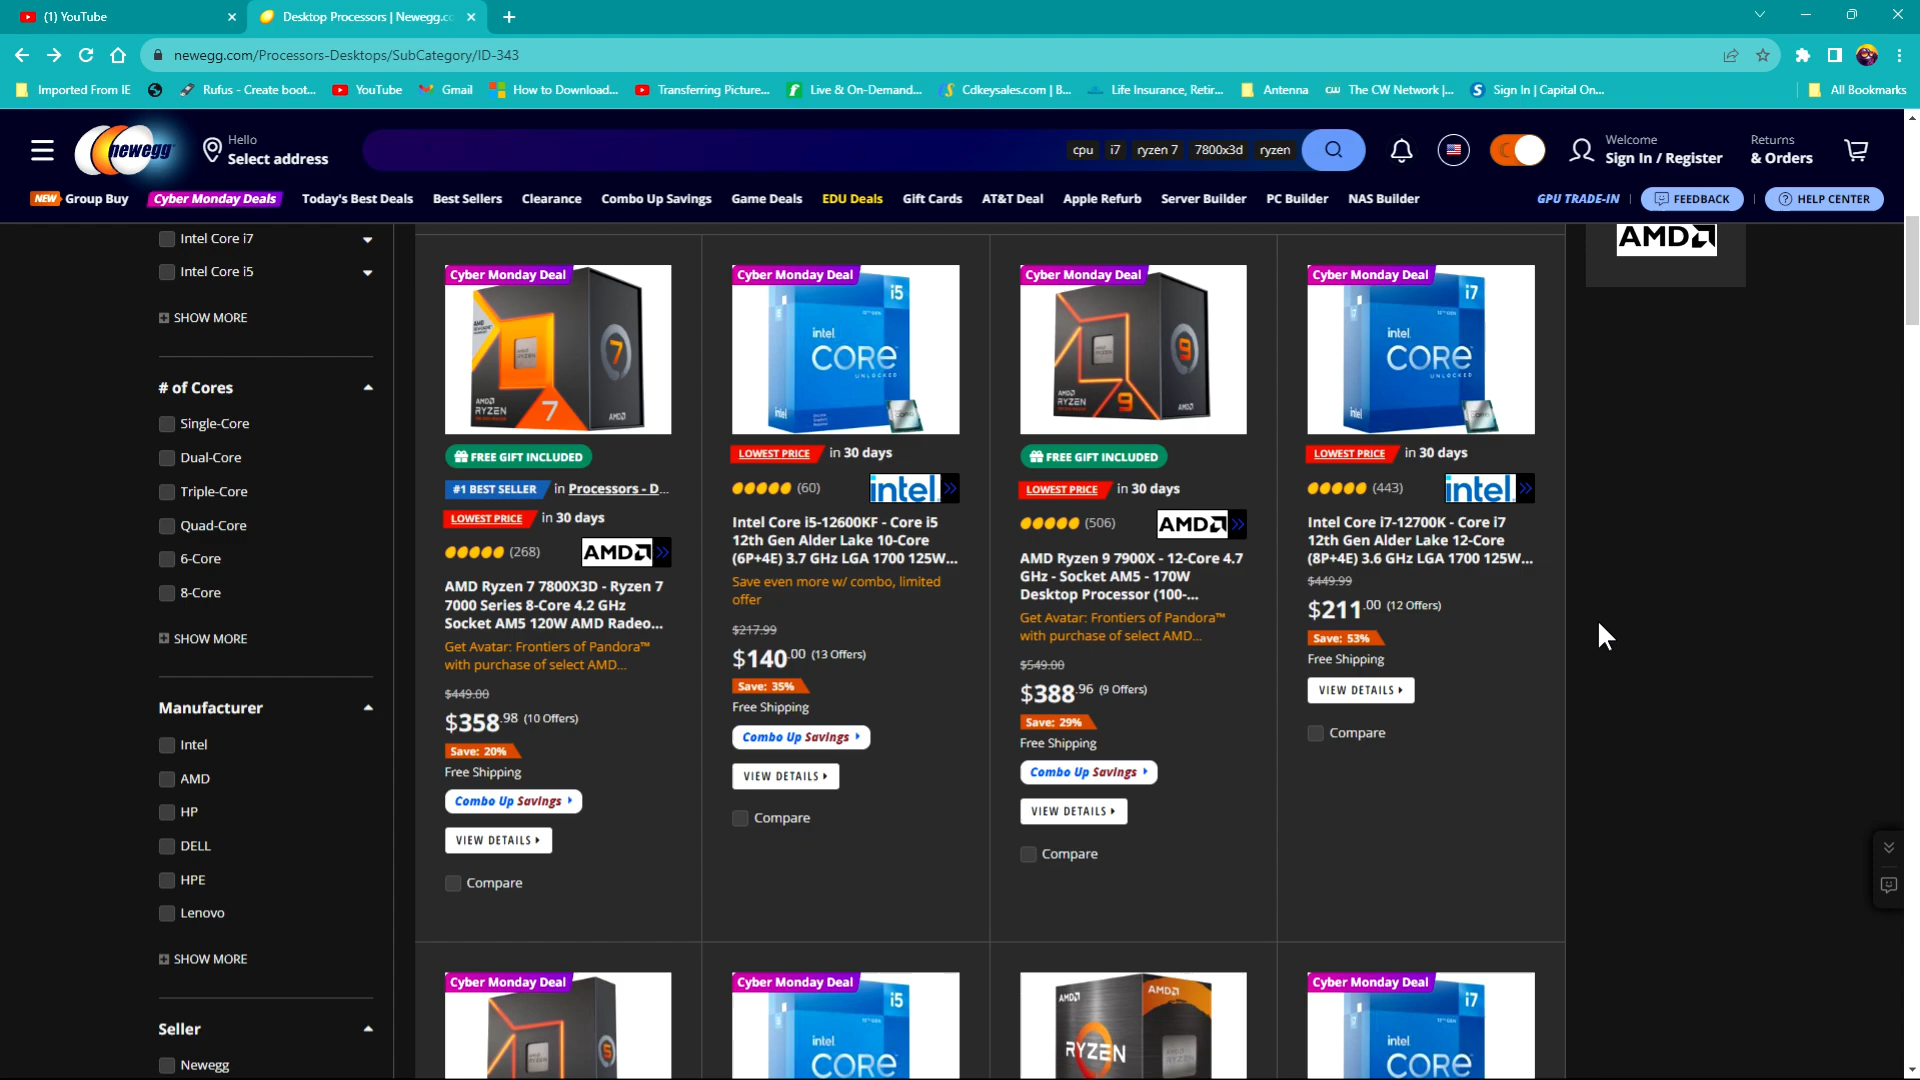 (1) YouTube
Desktop Processors | Newegg.co
newegg.com/Processors-Desktops/SubCategory/ID-343
Imported From IE
Rufus - Create boot...
YouTube
Gmail
How to Download...
Transferring Picture...
Live & On-Demand...
Cdkeysales.com | B...
Life Insurance, Retir...
Antenna
The CW Network |...
Sign In | Capital On...
All Bookmarks
newegg
Hello
Select address
cpu i7 ryzen 7 7800x3d ryzen
Welcome
Sign In / Register
Returns
& Orders
NEW Group Buy
Cyber Monday Deals
Today's Best Deals
Best Sellers
Clearance
Combo Up Savings
Game Deals
EDU Deals
Gift Cards
AT&T Deal
Apple Refurb
Server Builder
PC Builder
NAS Builder
GPU TRADE-IN
FEEDBACK
HELP CENTER
Intel Core i7
Intel Core i5
SHOW MORE
# of Cores
Single-Core
Dual-Core
Triple-Core
Quad-Core
6-Core
8-Core
SHOW MORE
Manufacturer
Intel
AMD
HP
DELL
HPE
Lenovo
SHOW MORE
Seller
Newegg
Cyber Monday Deal
AMD
RYZEN
7
7
AMD
FREE GIFT INCLUDED
#1 BEST SELLER in Processors - D...
LOWEST PRICE in 30 days
(268)
AMD
AMD Ryzen 7 7800X3D - Ryzen 7
7000 Series 8-Core 4.2 GHz
Socket AM5 120W AMD Radeo...
Get Avatar: Frontiers of Pandora™
with purchase of select AMD...
$449.00
$358.98 (10 Offers)
Save: 20%
Free Shipping
Combo Up Savings
VIEW DETAILS
Compare
Cyber Monday Deal
i5
intel
CORE
UNLOCKED
intel
LOWEST PRICE in 30 days
(60)
intel
Intel Core i5-12600KF - Core i5
12th Gen Alder Lake 10-Core
(6P+4E) 3.7 GHz LGA 1700 125W...
Save even more w/ combo, limited
offer
$217.99
$140.00 (13 Offers)
Save: 35%
Free Shipping
Combo Up Savings
VIEW DETAILS
Compare
Cyber Monday Deal
AMD
RYZEN
9
9
AMD
FREE GIFT INCLUDED
LOWEST PRICE in 30 days
(506)
AMD
AMD Ryzen 9 7900X - 12-Core 4.7
GHz - Socket AM5 - 170W
Desktop Processor (100-...
Get Avatar: Frontiers of Pandora™
with purchase of select AMD...
$549.00
$388.96 (9 Offers)
Save: 29%
Free Shipping
Combo Up Savings
VIEW DETAILS
Compare
Cyber Monday Deal
i7
intel
CORE
UNLOCKED
intel
LOWEST PRICE in 30 days
(443)
intel
Intel Core i7-12700K - Core i7
12th Gen Alder Lake 12-Core
(8P+4E) 3.6 GHz LGA 1700 125W...
$449.99
$211.00 (12 Offers)
Save: 53%
Free Shipping
VIEW DETAILS
Compare
AMD
Cyber Monday Deal
5
Cyber Monday Deal
i5
intel
CORE
AMD
AMD
RYZEN
Cyber Monday Deal
i7
intel
CORE